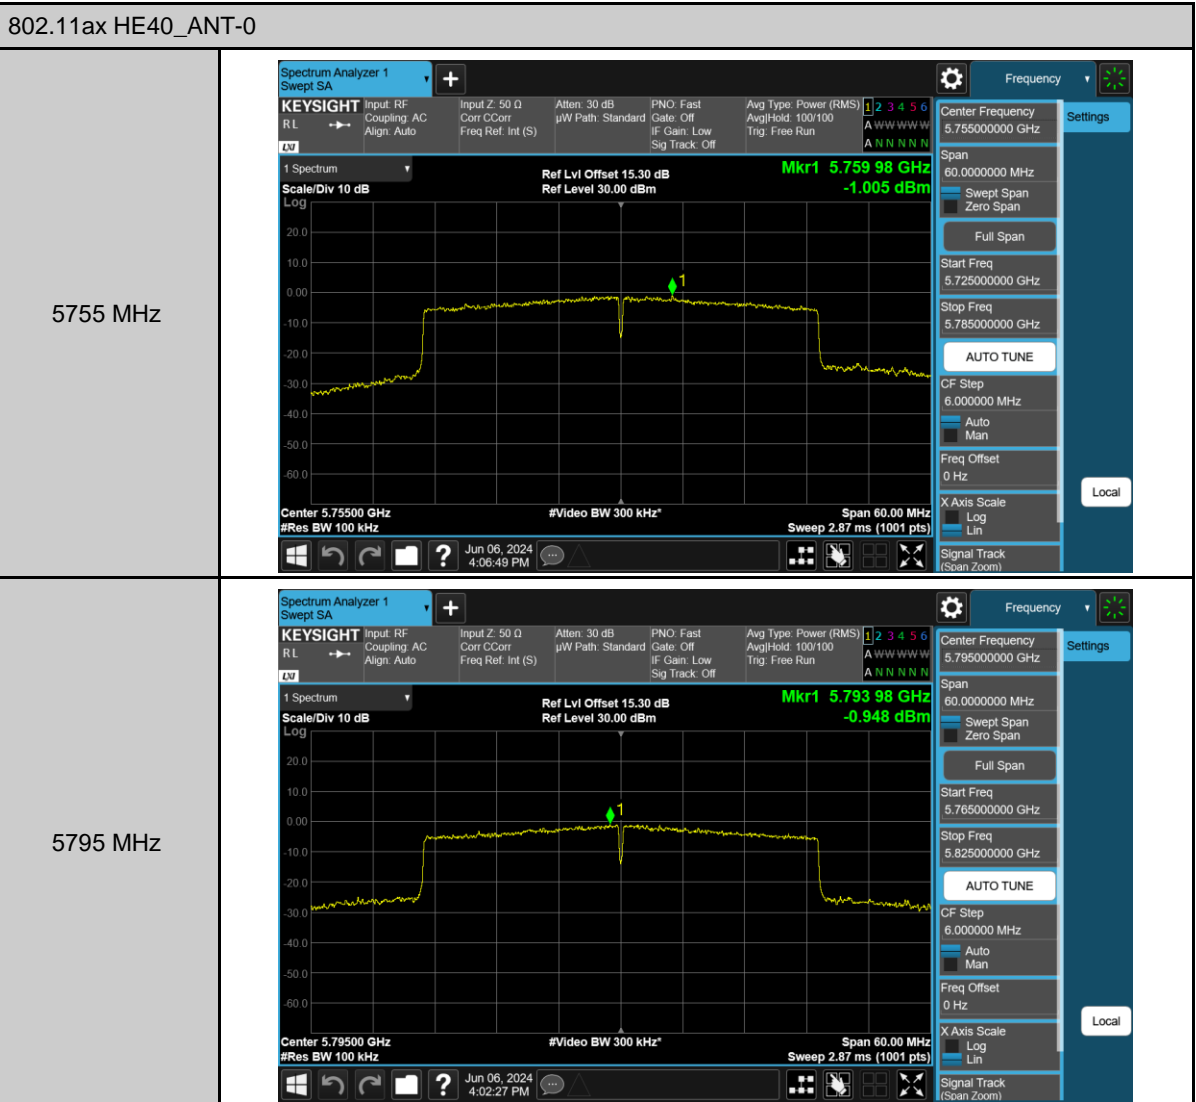 802.11ax HE40_ANT-0
5755 MHz
Spectrum Analyzer 1
Swept SA
+
Frequency
KEYSIGHT
RL
LXI
Input: RF
Coupling: AC
Align: Auto
Input Z: 50 Ω
Corr CCorr
Freq Ref: Int (S)
Atten: 30 dB
µW Path: Standard
PNO: Fast
Gate: Off
IF Gain: Low
Sig Track: Off
Avg Type: Power (RMS)
Avg|Hold: 100/100
Trig: Free Run
1 2 3 4 5 6
A W W W W W
A N N N N N
1 Spectrum
Scale/Div 10 dB
Log
Ref Lvl Offset 15.30 dB
Ref Level 30.00 dBm
Mkr1 5.759 98 GHz
-1.005 dBm
20.0
10.0
0.00
-10.0
-20.0
-30.0
-40.0
-50.0
-60.0
1
Center 5.75500 GHz
#Res BW 100 kHz
#Video BW 300 kHz*
Span 60.00 MHz
Sweep 2.87 ms (1001 pts)
?
Jun 06, 2024
4:06:49 PM
Center Frequency
5.755000000 GHz
Span
60.0000000 MHz
Swept Span
Zero Span
Full Span
Start Freq
5.725000000 GHz
Stop Freq
5.785000000 GHz
AUTO TUNE
CF Step
6.000000 MHz
Auto
Man
Freq Offset
0 Hz
X Axis Scale
Log
Lin
Signal Track
(Span Zoom)
Settings
Local
5795 MHz
Spectrum Analyzer 1
Swept SA
+
Frequency
KEYSIGHT
RL
LXI
Input: RF
Coupling: AC
Align: Auto
Input Z: 50 Ω
Corr CCorr
Freq Ref: Int (S)
Atten: 30 dB
µW Path: Standard
PNO: Fast
Gate: Off
IF Gain: Low
Sig Track: Off
Avg Type: Power (RMS)
Avg|Hold: 100/100
Trig: Free Run
1 2 3 4 5 6
A W W W W W
A N N N N N
1 Spectrum
Scale/Div 10 dB
Log
Ref Lvl Offset 15.30 dB
Ref Level 30.00 dBm
Mkr1 5.793 98 GHz
-0.948 dBm
20.0
10.0
0.00
-10.0
-20.0
-30.0
-40.0
-50.0
-60.0
1
Center 5.79500 GHz
#Res BW 100 kHz
#Video BW 300 kHz*
Span 60.00 MHz
Sweep 2.87 ms (1001 pts)
?
Jun 06, 2024
4:02:27 PM
Center Frequency
5.795000000 GHz
Span
60.0000000 MHz
Swept Span
Zero Span
Full Span
Start Freq
5.765000000 GHz
Stop Freq
5.825000000 GHz
AUTO TUNE
CF Step
6.000000 MHz
Auto
Man
Freq Offset
0 Hz
X Axis Scale
Log
Lin
Signal Track
(Span Zoom)
Settings
Local